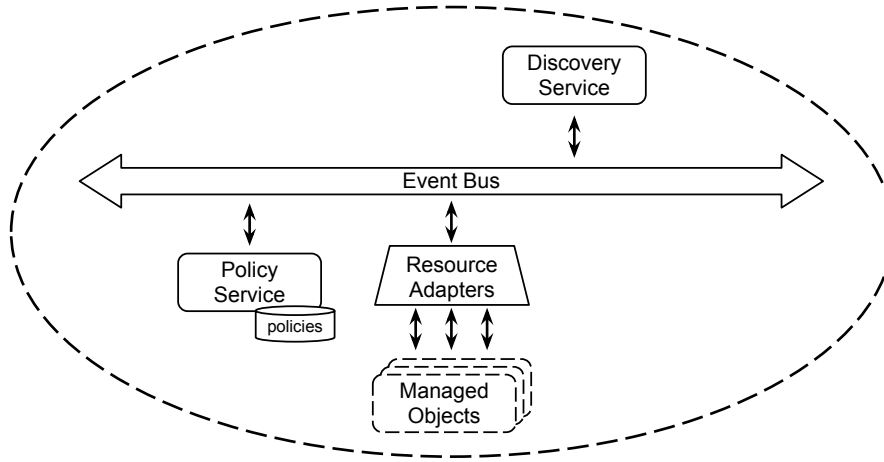 Discovery
Service
Event Bus
Policy
Service
policies
Resource
Adapters
Managed
Objects